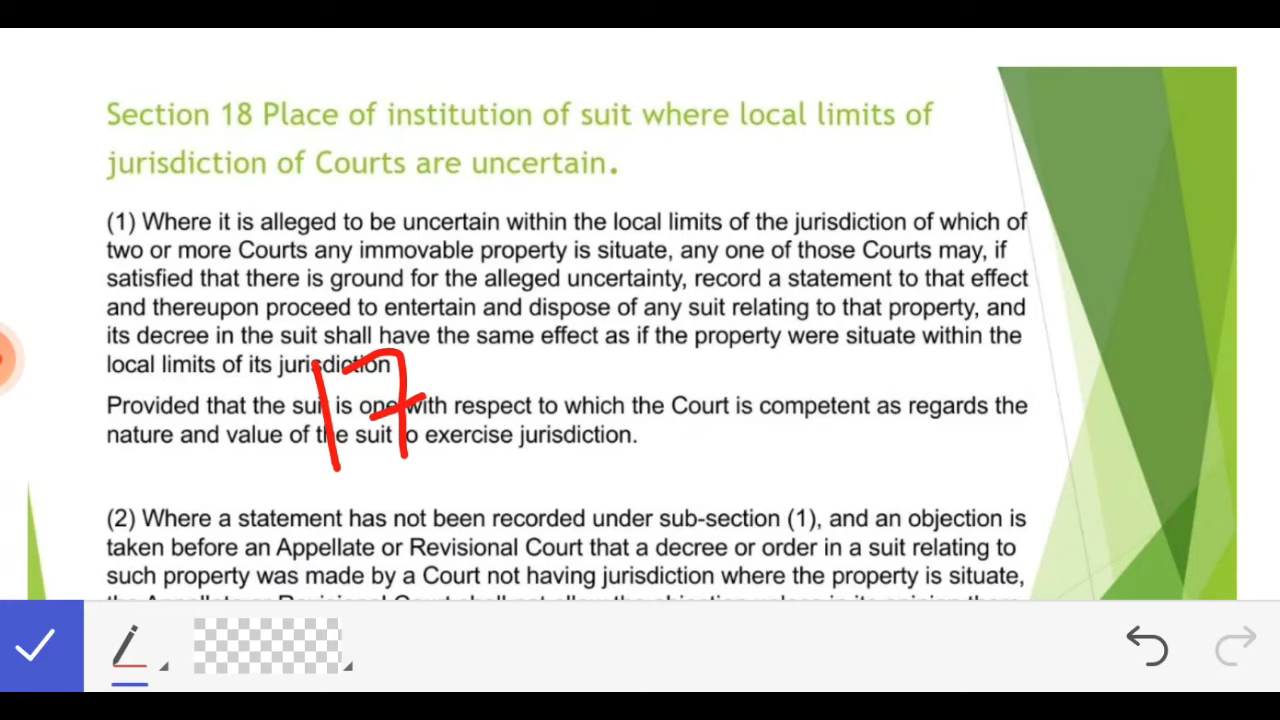 Section 18 Place of institution of suit where local limits of
jurisdiction of Courts are uncertain.
(1) Where it is alleged to be uncertain within the local limits of the jurisdiction of which of
two or more Courts any immovable property is situate, any one of those Courts may, if
satisfied that there is ground for the alleged uncertainty, record a statement to that effect
and thereupon proceed to entertain and dispose of any suit relating to that property, and
its decree in the suit shall have the same effect as if the property were situate within the
local limits of its jurisdiction
17
Provided that the suit is one with respect to which the Court is competent as regards the
nature and value of the suit to exercise jurisdiction.
(2) Where a statement has not been recorded under sub-section (1), and an objection is
taken before an Appellate or Revisional Court that a decree or order in a suit relating to
such property was made by a Court not having jurisdiction where the property is situate,